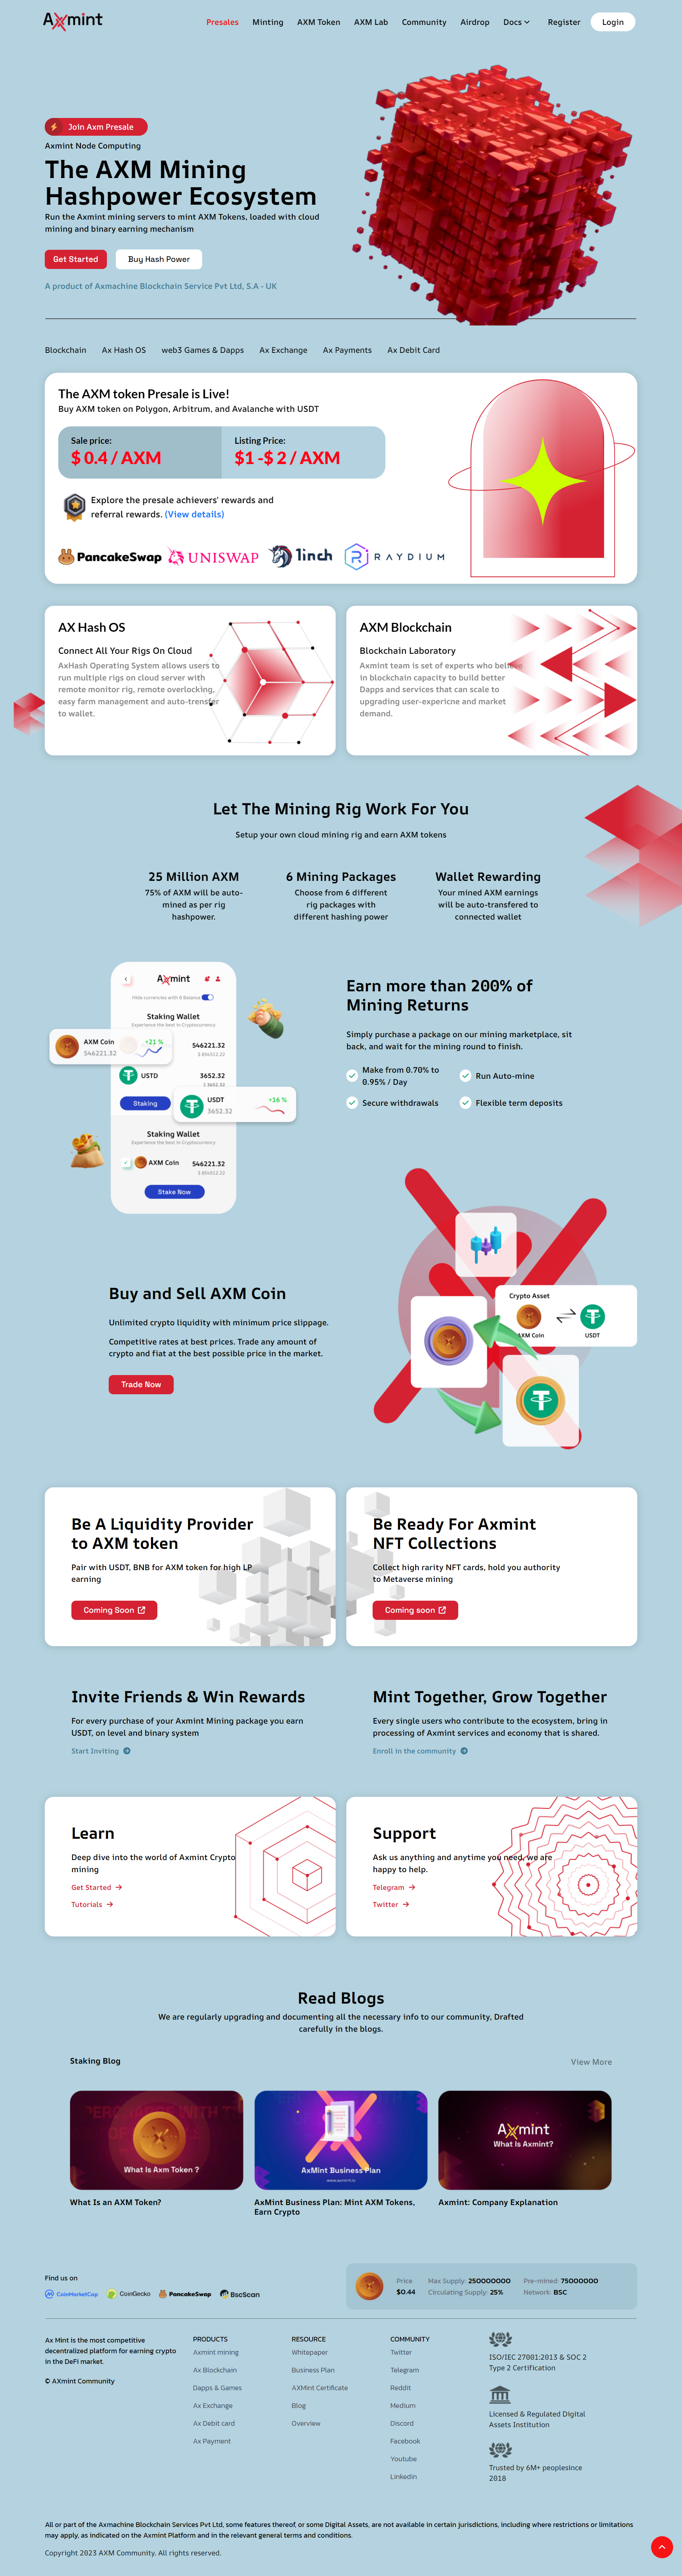 Axmint
Presales Minting AXM Token AXM Lab Community Airdrop Docs Register Login
Join Axm Presale
Axmint Node Computing
The AXM Mining
Hashpower Ecosystem
Run the Axmint mining servers to mint AXM Tokens, loaded with cloud
mining and binary earning mechanism
Get Started Buy Hash Power
A product of Axmachine Blockchain Service Pvt Ltd, S.A - UK
Blockchain Ax Hash OS web3 Games & Dapps Ax Exchange Ax Payments Ax Debit Card
The AXM token Presale is Live!
Buy AXM token on Polygon, Arbitrum, and Avalanche with USDT
Sale price: Listing Price:
$ 0.4 / AXM $1 -$ 2 / AXM
Explore the presale achievers' rewards and
referral rewards. (View details)
PancakeSwap UNISWAP 1inch RAYDIUM
AX Hash OS
Connect All Your Rigs On Cloud
AxHash Operating System allows users to
run multiple rigs on cloud server with
remote monitor rig, remote overlocking,
easy farm management and auto-transfer
to wallet.
AXM Blockchain
Blockchain Laboratory
Axmint team is set of experts who believe
in blockchain capacity to build better
Dapps and services that can scale to
upgrading user-expericne and market
demand.
Let The Mining Rig Work For You
Setup your own cloud mining rig and earn AXM tokens
25 Million AXM
75% of AXM will be auto-
mined as per rig
hashpower.
6 Mining Packages
Choose from 6 different
rig packages with
different hashing power
Wallet Rewarding
Your mined AXM earnings
will be auto-transfered to
connected wallet
Axmint
Hide currencies with 0 Balance
Staking Wallet
Experience the best in Cryptocurrency
AXM Coin +21 %
546221.32
546221.32
3.894512.22
USTD 3652.32
3.3652.32
Staking
USDT +16 %
3652.32
Staking Wallet
Experience the best in Cryptocurrency
AXM Coin 546221.32
3.894512.22
Stake Now
Earn more than 200% of
Mining Returns
Simply purchase a package on our mining marketplace, sit
back, and wait for the mining round to finish.
Make from 0.70% to
0.95% / Day
Run Auto-mine
Secure withdrawals
Flexible term deposits
Buy and Sell AXM Coin
Unlimited crypto liquidity with minimum price slippage.
Competitive rates at best prices. Trade any amount of
crypto and fiat at the best possible price in the market.
Trade Now
Crypto Asset
AXM Coin USDT
Be A Liquidity Provider
to AXM token
Pair with USDT, BNB for AXM token for high LP
earning
Coming Soon
Be Ready For Axmint
NFT Collections
Collect high rarity NFT cards, hold you authority
to Metaverse mining
Coming soon
Invite Friends & Win Rewards
For every purchase of your Axmint Mining package you earn
USDT, on level and binary system
Start Inviting
Mint Together, Grow Together
Every single users who contribute to the ecosystem, bring in
processing of Axmint services and economy that is shared.
Enroll in the community
Learn
Deep dive into the world of Axmint Crypto
mining
Get Started
Tutorials
Support
Ask us anything and anytime you need, we are
happy to help.
Telegram
Twitter
Read Blogs
We are regularly upgrading and documenting all the necessary info to our community, Drafted
carefully in the blogs.
Staking Blog View More
What Is Axm Token ?
AxMint Business Plan
www.axmint.io
Axmint
What Is Axmint?
What Is an AXM Token?
AxMint Business Plan: Mint AXM Tokens,
Earn Crypto
Axmint: Company Explanation
Find us on
CoinMarketCap CoinGecko PancakeSwap BscScan
Price
$0.44
Max Supply: 250000000
Circulating Supply: 25%
Pre-mined: 75000000
Network: BSC
Ax Mint is the most competitive
decentralized platform for earning crypto
in the DeFi market.
© AXmint Community
PRODUCTS
Axmint mining
Ax Blockchain
Dapps & Games
Ax Exchange
Ax Debit card
Ax Payment
RESOURCE
Whitepaper
Business Plan
AXMint Certificate
Blog
Overview
COMMUNITY
Twitter
Telegram
Reddit
Medium
Discord
Facebook
Youtube
Linkedin
ISO/IEC 27001:2013 & SOC 2
Type 2 Certification
Licensed & Regulated Digital
Assets Institution
Trusted by 6M+ peoplesince
2018
All or part of the Axmachine Blockchain Services Pvt Ltd, some features thereof, or some Digital Assets, are not available in certain jurisdictions, including where restrictions or limitations
may apply, as indicated on the Axmint Platform and in the relevant general terms and conditions.
Copyright 2023 AXM Community. All rights reserved.